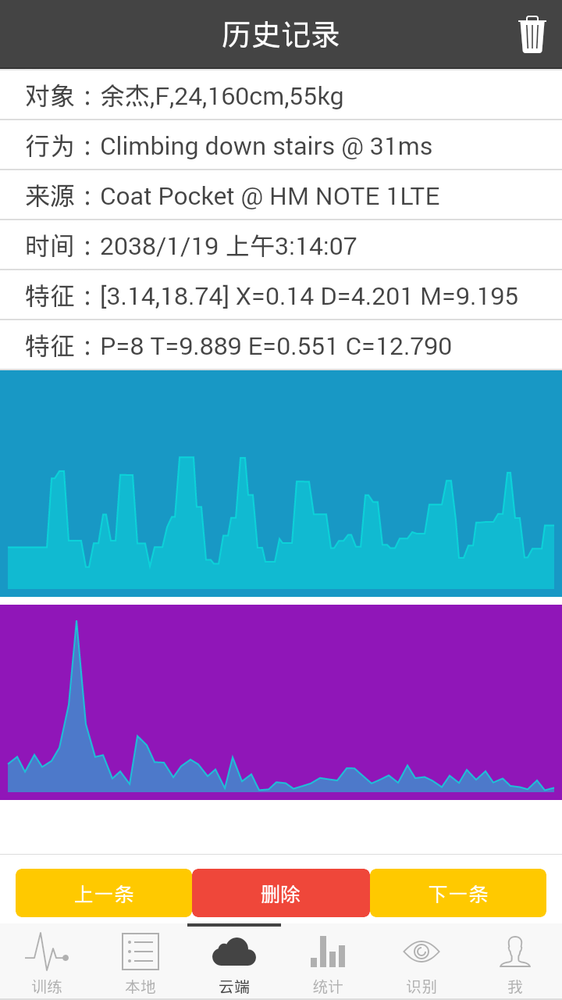 历史记录
对象：余杰,F,24,160cm,55kg
行为：Climbing down stairs @ 31ms
来源：Coat Pocket @ HM NOTE 1LTE
时间：2038/1/19 上午3:14:07
特征：[3.14,18.74] X=0.14 D=4.201 M=9.195
特征：P=8 T=9.889 E=0.551 C=12.790
上一条 删除 下一条
训练 本地 云端 统计 识别 我